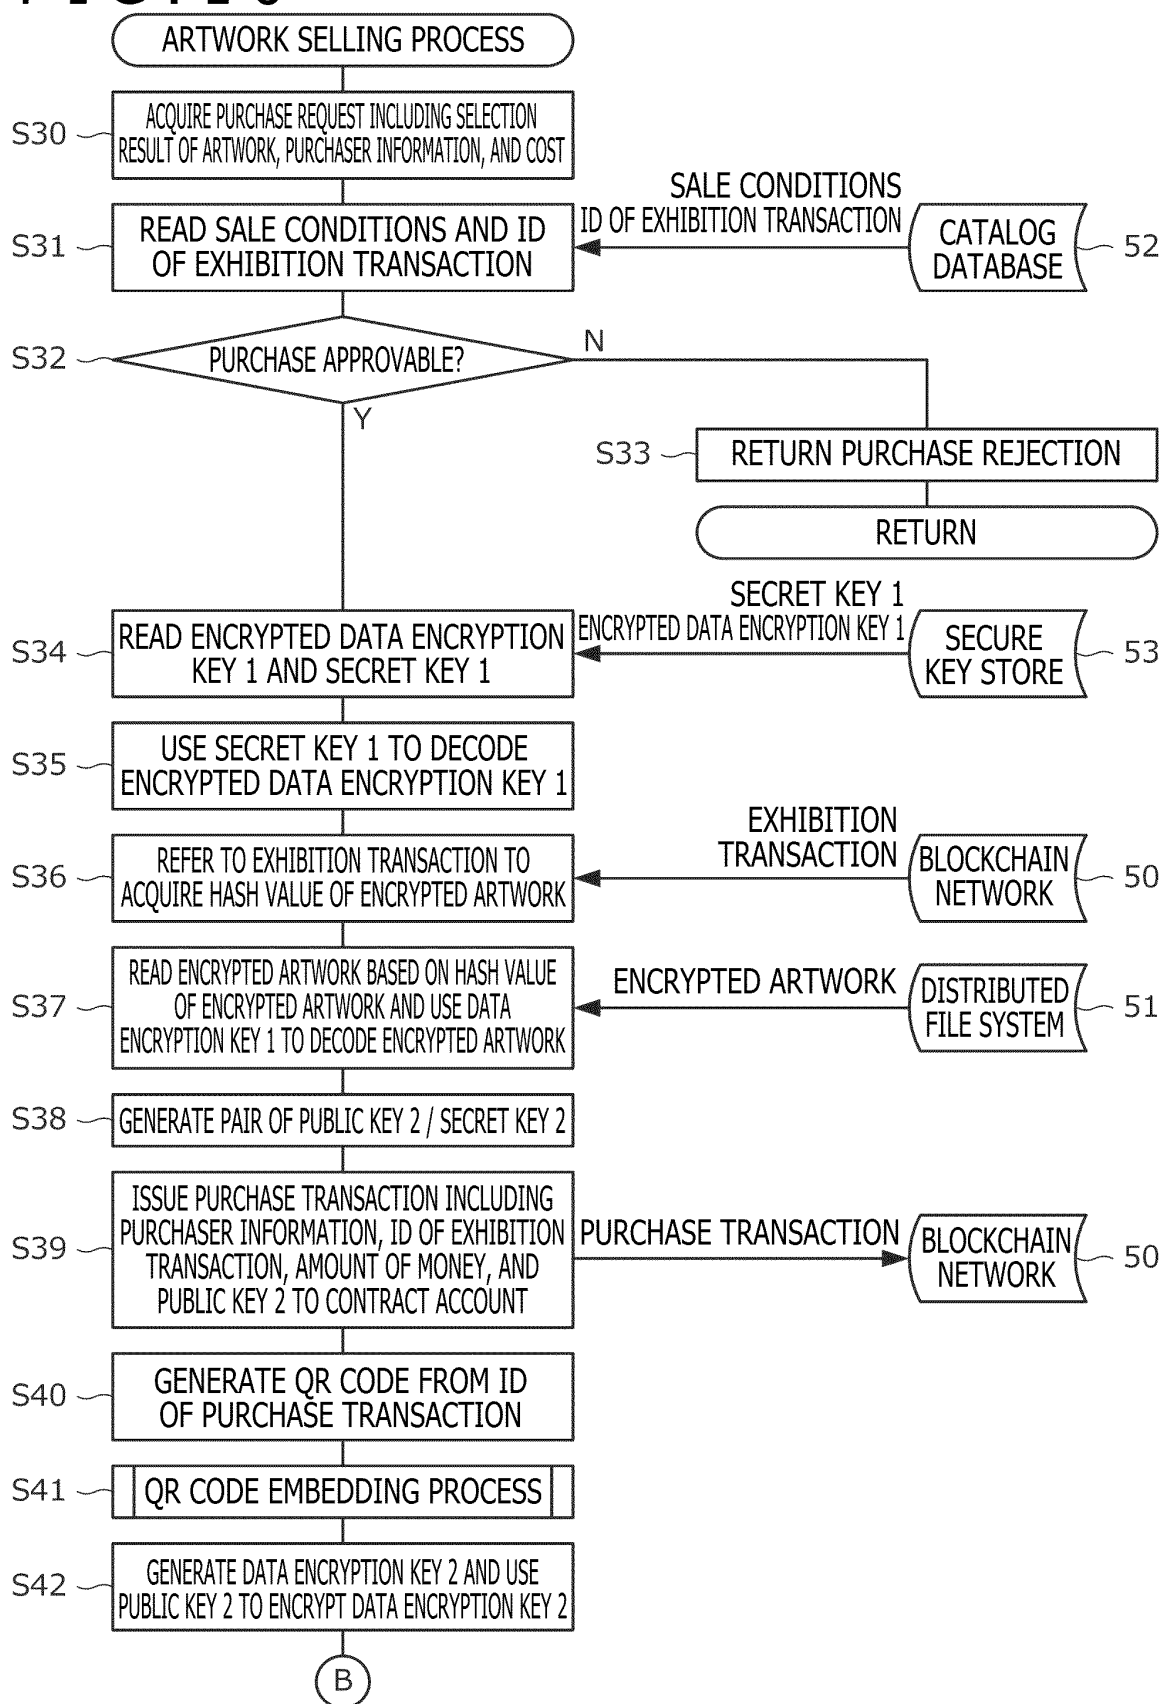 ARTWORK SELLING PROCESS
S30
ACQUIRE PURCHASE REQUEST INCLUDING SELECTION
RESULT OF ARTWORK, PURCHASER INFORMATION, AND COST
S31
READ SALE CONDITIONS AND ID
OF EXHIBITION TRANSACTION
SALE CONDITIONS
ID OF EXHIBITION TRANSACTION
CATALOG
DATABASE
52
S32
PURCHASE APPROVABLE?
N
Y
S33
RETURN PURCHASE REJECTION
RETURN
S34
READ ENCRYPTED DATA ENCRYPTION
KEY 1 AND SECRET KEY 1
SECRET KEY 1
ENCRYPTED DATA ENCRYPTION KEY 1
SECURE
KEY STORE
53
S35
USE SECRET KEY 1 TO DECODE
ENCRYPTED DATA ENCRYPTION KEY 1
S36
REFER TO EXHIBITION TRANSACTION TO
ACQUIRE HASH VALUE OF ENCRYPTED ARTWORK
EXHIBITION
TRANSACTION
BLOCKCHAIN
NETWORK
50
S37
READ ENCRYPTED ARTWORK BASED ON HASH VALUE
OF ENCRYPTED ARTWORK AND USE DATA
ENCRYPTION KEY 1 TO DECODE ENCRYPTED ARTWORK
ENCRYPTED ARTWORK
DISTRIBUTED
FILE SYSTEM
51
S38
GENERATE PAIR OF PUBLIC KEY 2 / SECRET KEY 2
S39
ISSUE PURCHASE TRANSACTION INCLUDING
PURCHASER INFORMATION, ID OF EXHIBITION
TRANSACTION, AMOUNT OF MONEY, AND
PUBLIC KEY 2 TO CONTRACT ACCOUNT
PURCHASE TRANSACTION
BLOCKCHAIN
NETWORK
50
S40
GENERATE QR CODE FROM ID
OF PURCHASE TRANSACTION
S41
QR CODE EMBEDDING PROCESS
S42
GENERATE DATA ENCRYPTION KEY 2 AND USE
PUBLIC KEY 2 TO ENCRYPT DATA ENCRYPTION KEY 2
B